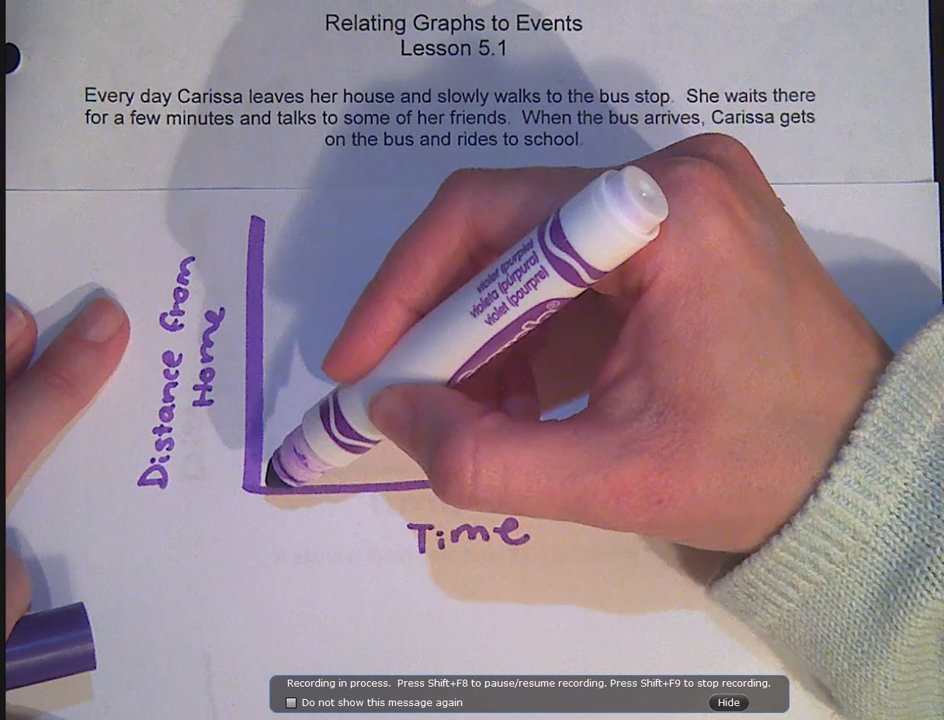 Relating Graphs to Events
Lesson 5.1
Every day Carissa leaves her house and slowly walks to the bus stop. She waits there
for a few minutes and talks to some of her friends. When the bus arrives, Carissa gets
on the bus and rides to school.
Distance from
Home
violet (purple)
violeta (púrpura)
violet (pourpre)
Time
Recording in process. Press Shift+F8 to pause/resume recording. Press Shift+F9 to stop recording.
Do not show this message again
Hide